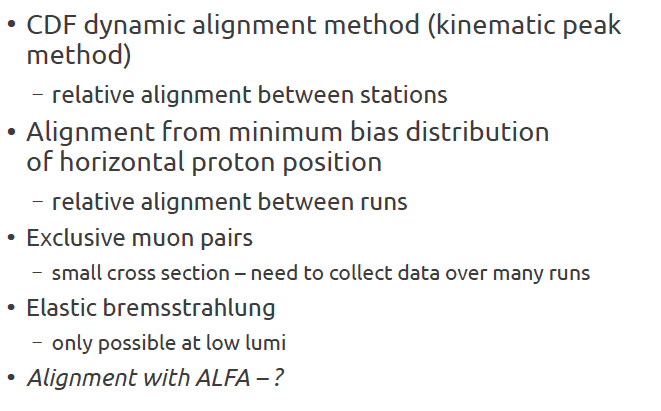 • CDF dynamic alignment method (kinematic peak
method)
– relative alignment between stations
• Alignment from minimum bias distribution
of horizontal proton position
– relative alignment between runs
• Exclusive muon pairs
– small cross section – need to collect data over many runs
• Elastic bremsstrahlung
– only possible at low lumi
• Alignment with ALFA – ?